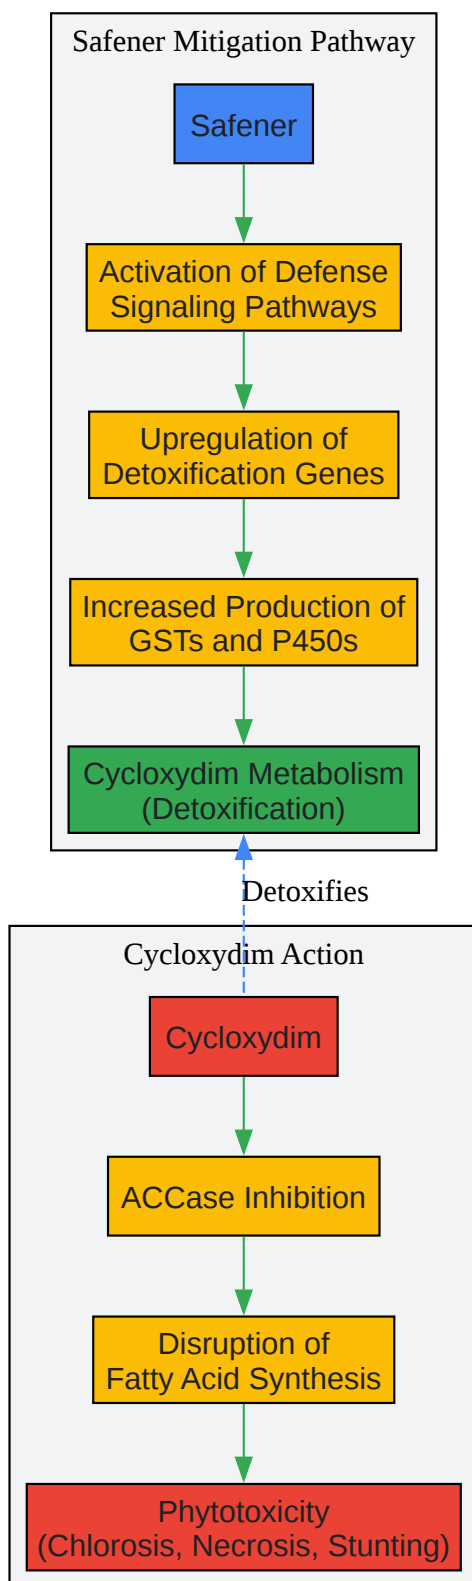 Safener Mitigation Pathway
Safener
Activation of Defense
Signaling Pathways
Upregulation of
Detoxification Genes
Increased Production of
GSTs and P450s
Cycloxydim Metabolism
(Detoxification)
Detoxifies
Cycloxydim Action
Cycloxydim
ACCase Inhibition
Disruption of
Fatty Acid Synthesis
Phytotoxicity
(Chlorosis, Necrosis, Stunting)